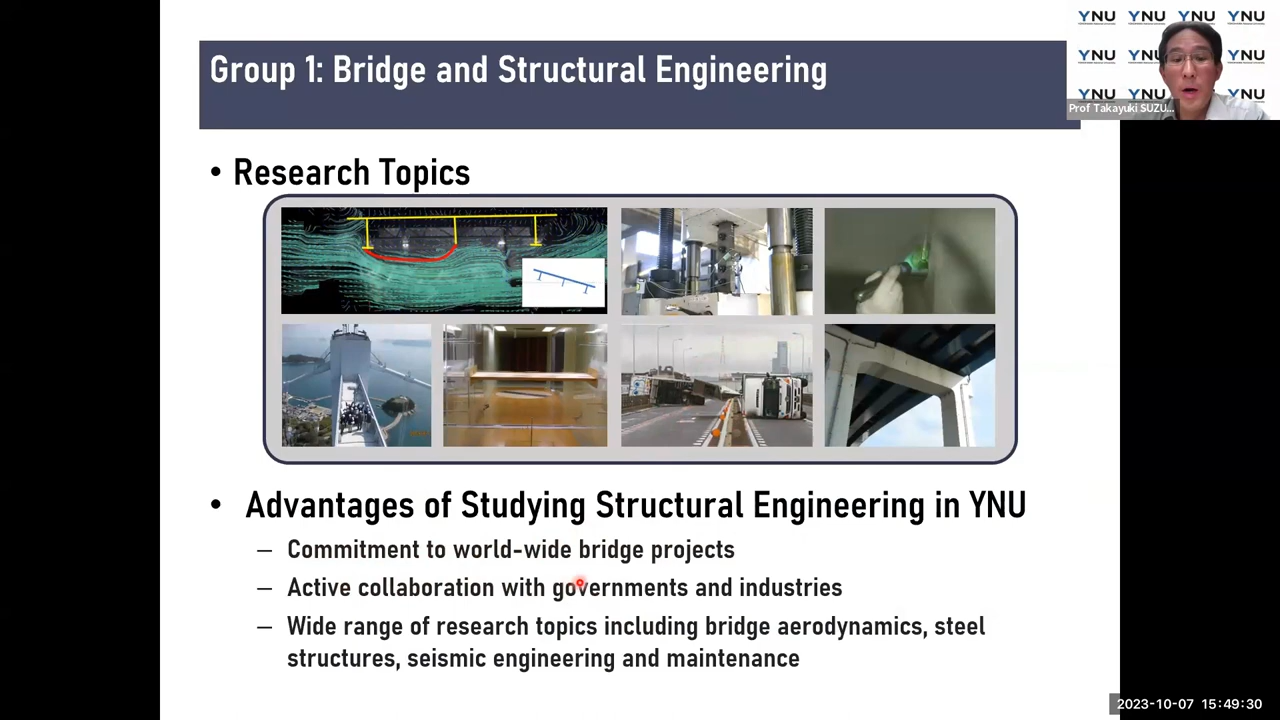 YNU YNU YNU YNU
YNU YNU YNU
YNU YNU YNU
Prof Takayuki SUZU...
Group 1: Bridge and Structural Engineering
• Research Topics
• Advantages of Studying Structural Engineering in YNU
– Commitment to world-wide bridge projects
– Active collaboration with governments and industries
– Wide range of research topics including bridge aerodynamics, steel
structures, seismic engineering and maintenance
2023-10-07 15:49:30